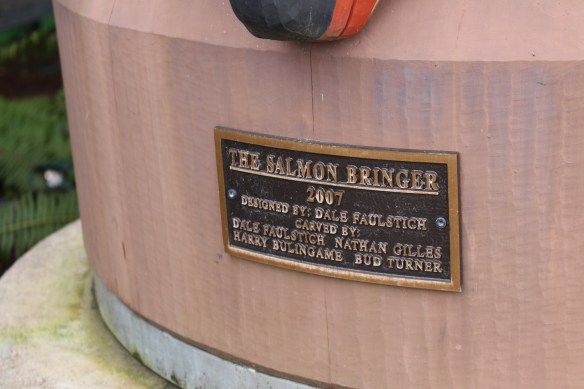 THE SALMON BRINGER
2007
DESIGNED BY: DALE FAULSTICH
CARVED BY:
DALE FAULSTICH NATHAN GILLES
HARRY BULINGAME BUD TURNER